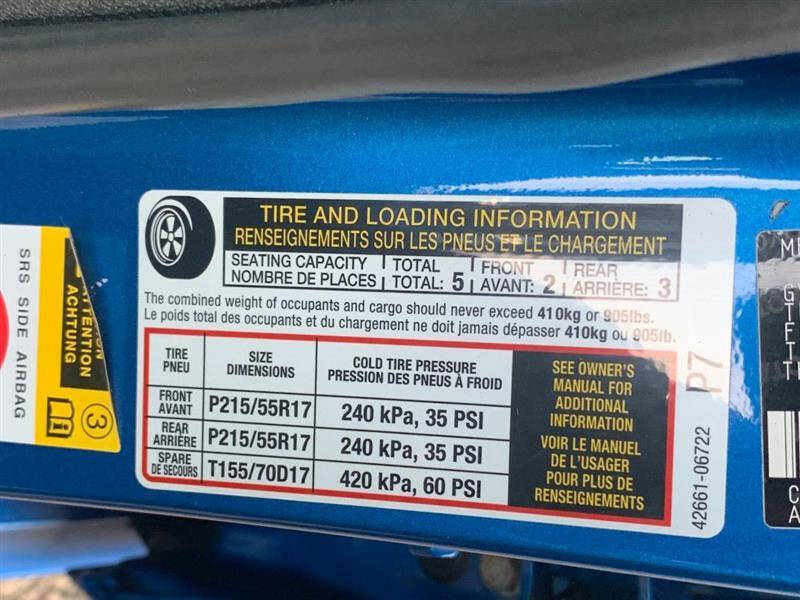 TIRE AND LOADING INFORMATION
RENSEIGNEMENTS SUR LES PNEUS ET LE CHARGEMENT
SEATING CAPACITY TOTAL FRONT REAR
NOMBRE DE PLACES TOTAL: 5 AVANT: 2 ARRIÈRE: 3
The combined weight of occupants and cargo should never exceed 410kg or 905lbs.
Le poids total des occupants et du chargement ne doit jamais dépasser 410kg ou 905lb.
TIRE SIZE COLD TIRE PRESSURE
PNEU DIMENSIONS PRESSION DES PNEUS À FROID
FRONT
AVANT P215/55R17 240 kPa, 35 PSI
REAR
ARRIÈRE P215/55R17 240 kPa, 35 PSI
SPARE
DE SECOURS T155/70D17 420 kPa, 60 PSI
SEE OWNER'S
MANUAL FOR
ADDITIONAL
INFORMATION
VOIR LE MANUEL
DE L'USAGER
POUR PLUS DE
RENSEIGNEMENTS
P7
42661-06722
SRS SIDE AIRBAG
ACHTUNG
3